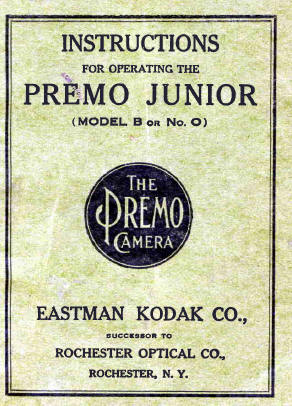 INSTRUCTIONS
FOR OPERATING THE
PREMO JUNIOR
(MODEL B OR No. O)
THE
PREMO
CAMERA
EASTMAN KODAK CO.,
SUCCESSOR TO
ROCHESTER OPTICAL CO.,
ROCHESTER, N. Y.